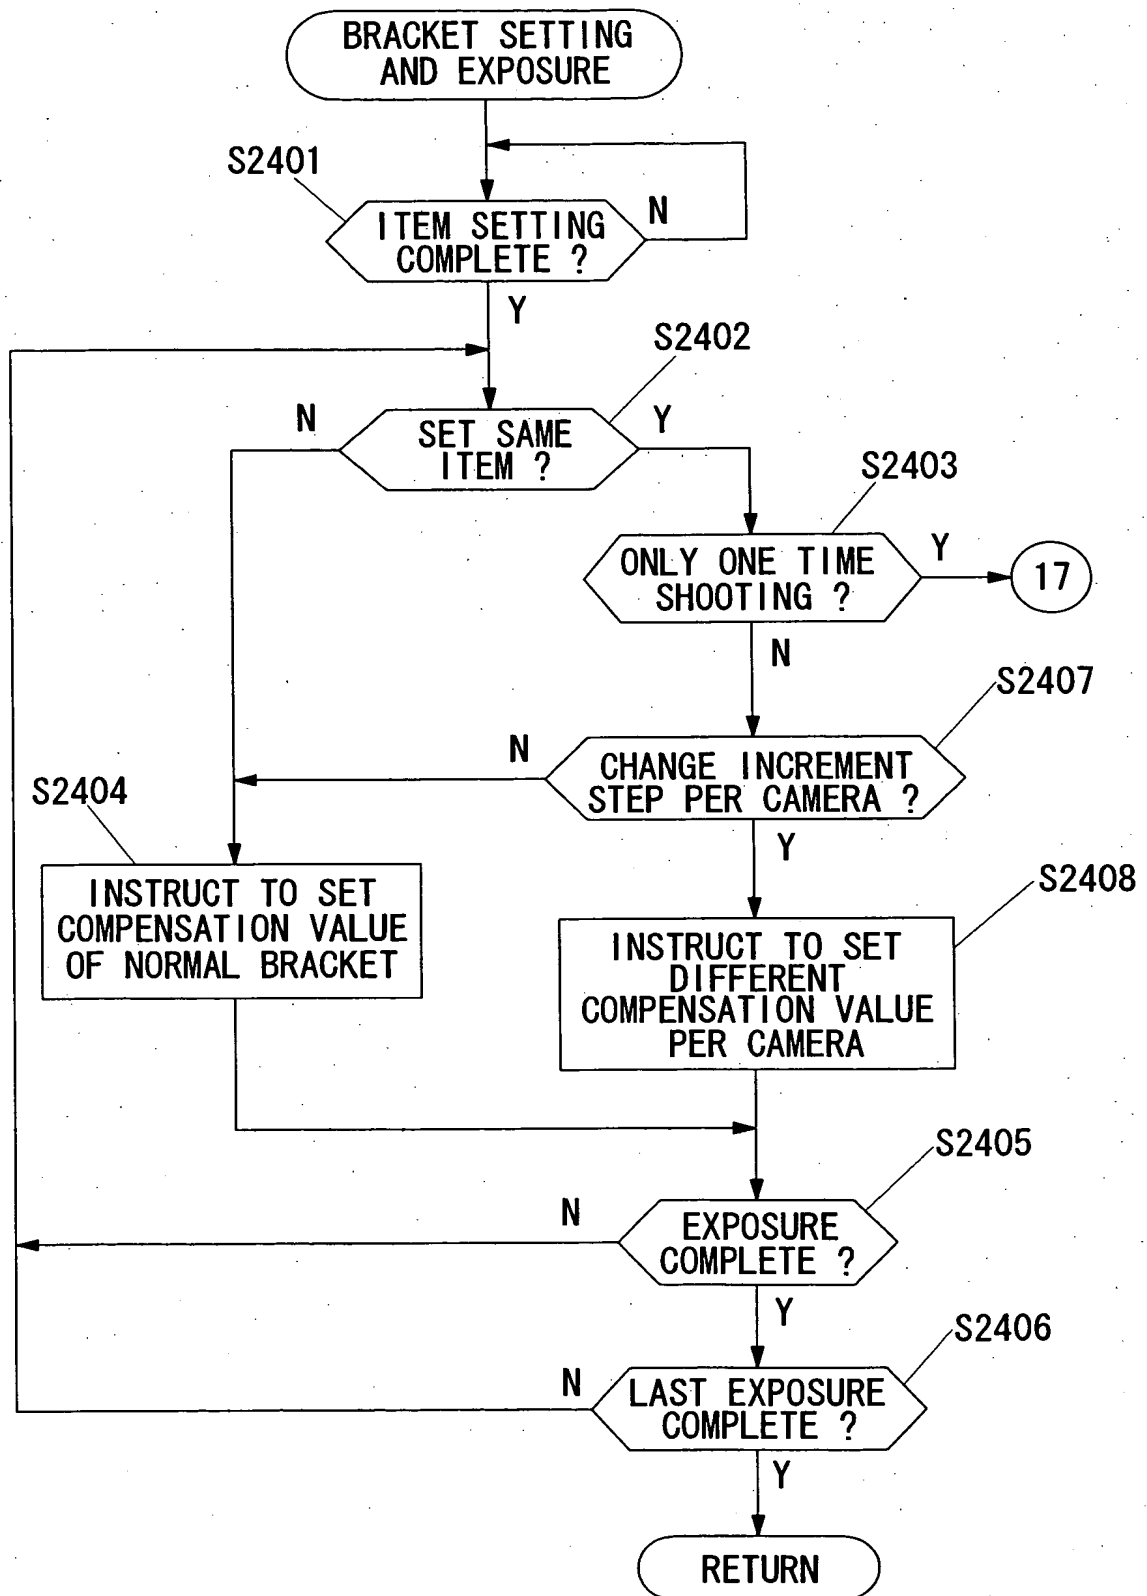 BRACKET SETTING
AND EXPOSURE
S2401
ITEM SETTING
COMPLETE ?
N
Y
S2402
N
SET SAME
ITEM ?
Y
S2403
ONLY ONE TIME
SHOOTING ?
Y
17
N
S2407
N
CHANGE INCREMENT
STEP PER CAMERA ?
Y
S2404
INSTRUCT TO SET
COMPENSATION VALUE
OF NORMAL BRACKET
S2408
INSTRUCT TO SET
DIFFERENT
COMPENSATION VALUE
PER CAMERA
S2405
N
EXPOSURE
COMPLETE ?
Y
S2406
N
LAST EXPOSURE
COMPLETE ?
Y
RETURN